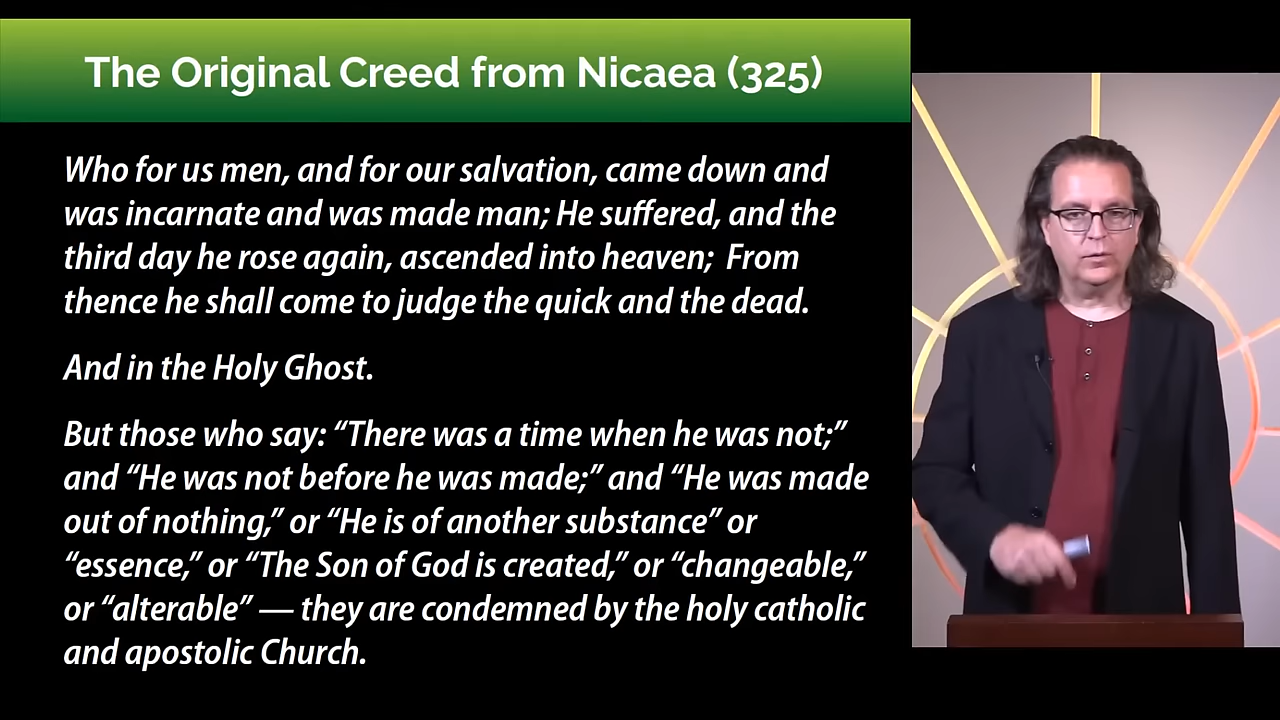 The Original Creed from Nicaea (325)
Who for us men, and for our salvation, came down and
was incarnate and was made man; He suffered, and the
third day he rose again, ascended into heaven;  From
thence he shall come to judge the quick and the dead.
And in the Holy Ghost.
But those who say: “There was a time when he was not;”
and “He was not before he was made;” and “He was made
out of nothing,” or “He is of another substance” or
“essence,” or “The Son of God is created,” or “changeable,”
or “alterable” — they are condemned by the holy catholic
and apostolic Church.